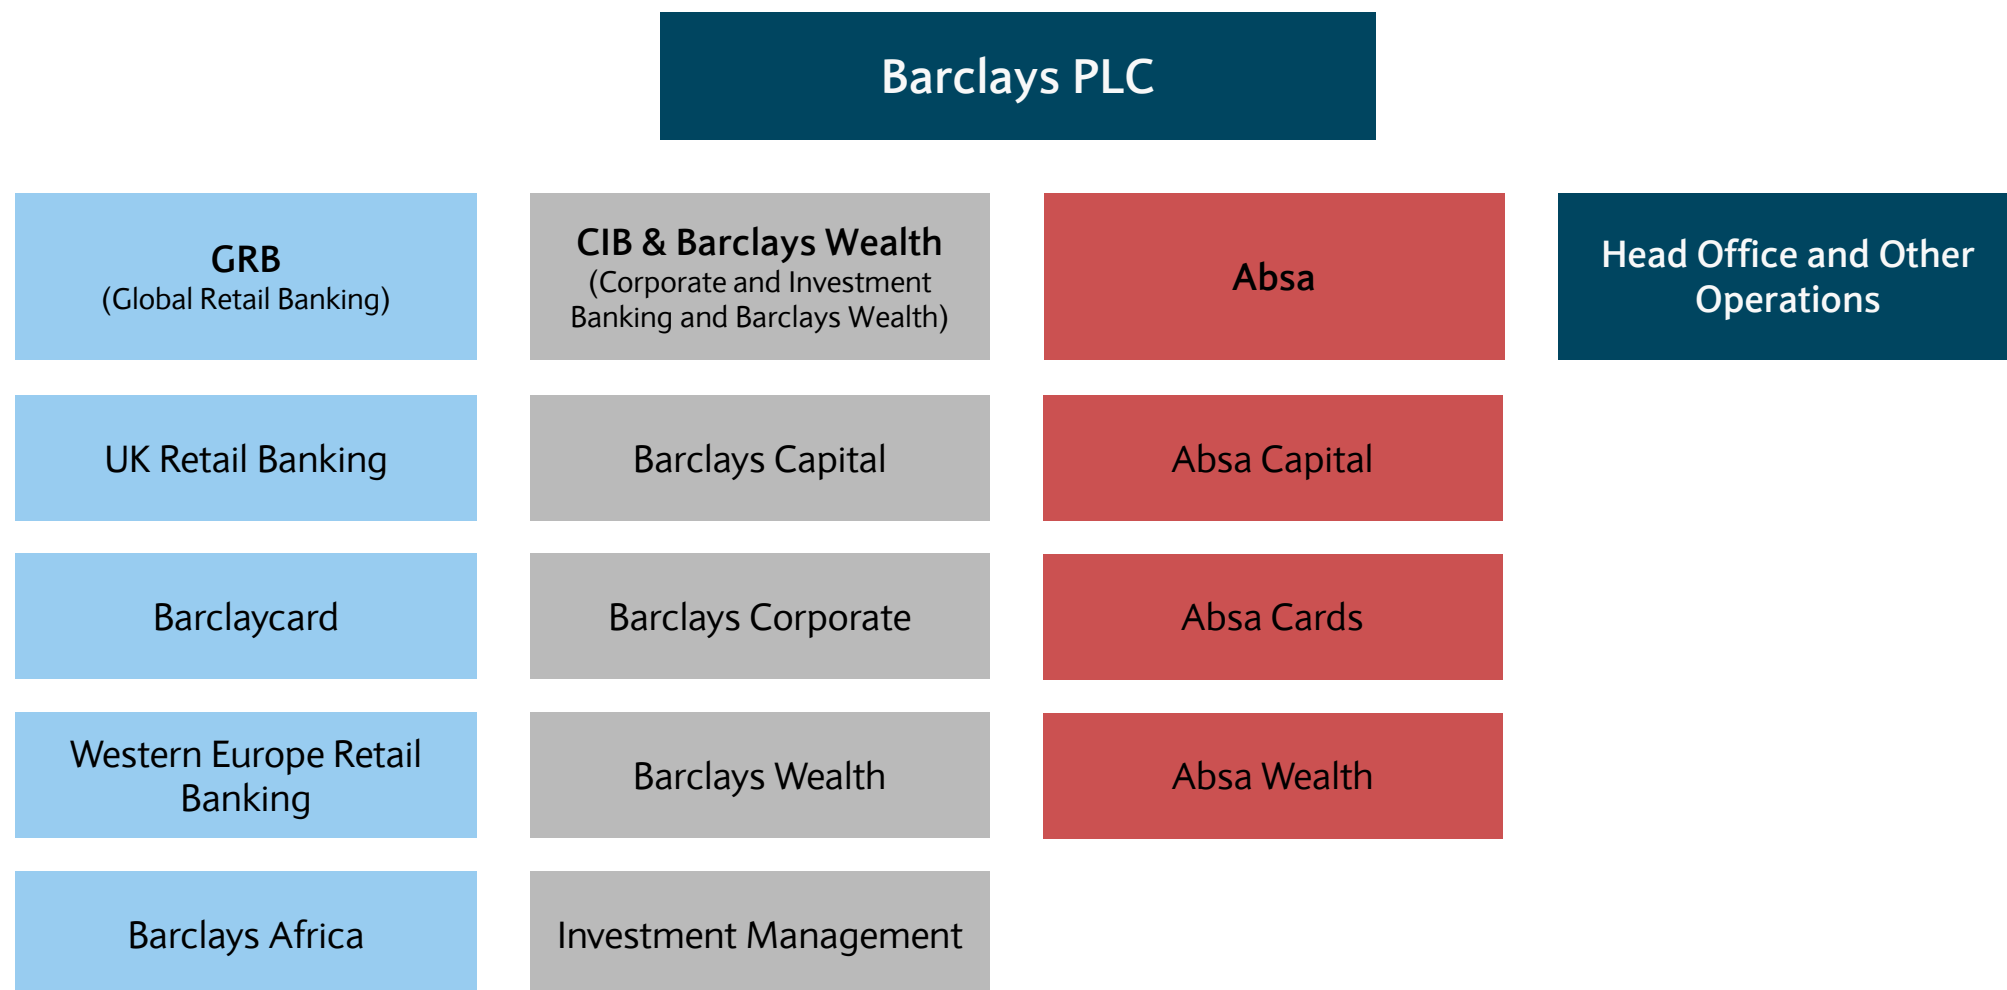 Barclays PLC
GRB
(Global Retail Banking)
CIB & Barclays Wealth
(Corporate and Investment
Banking and Barclays Wealth)
Absa
Head Office and Other
Operations
UK Retail Banking
Barclays Capital
Absa Capital
Barclaycard
Barclays Corporate
Absa Cards
Western Europe Retail
Banking
Barclays Wealth
Absa Wealth
Barclays Africa
Investment Management